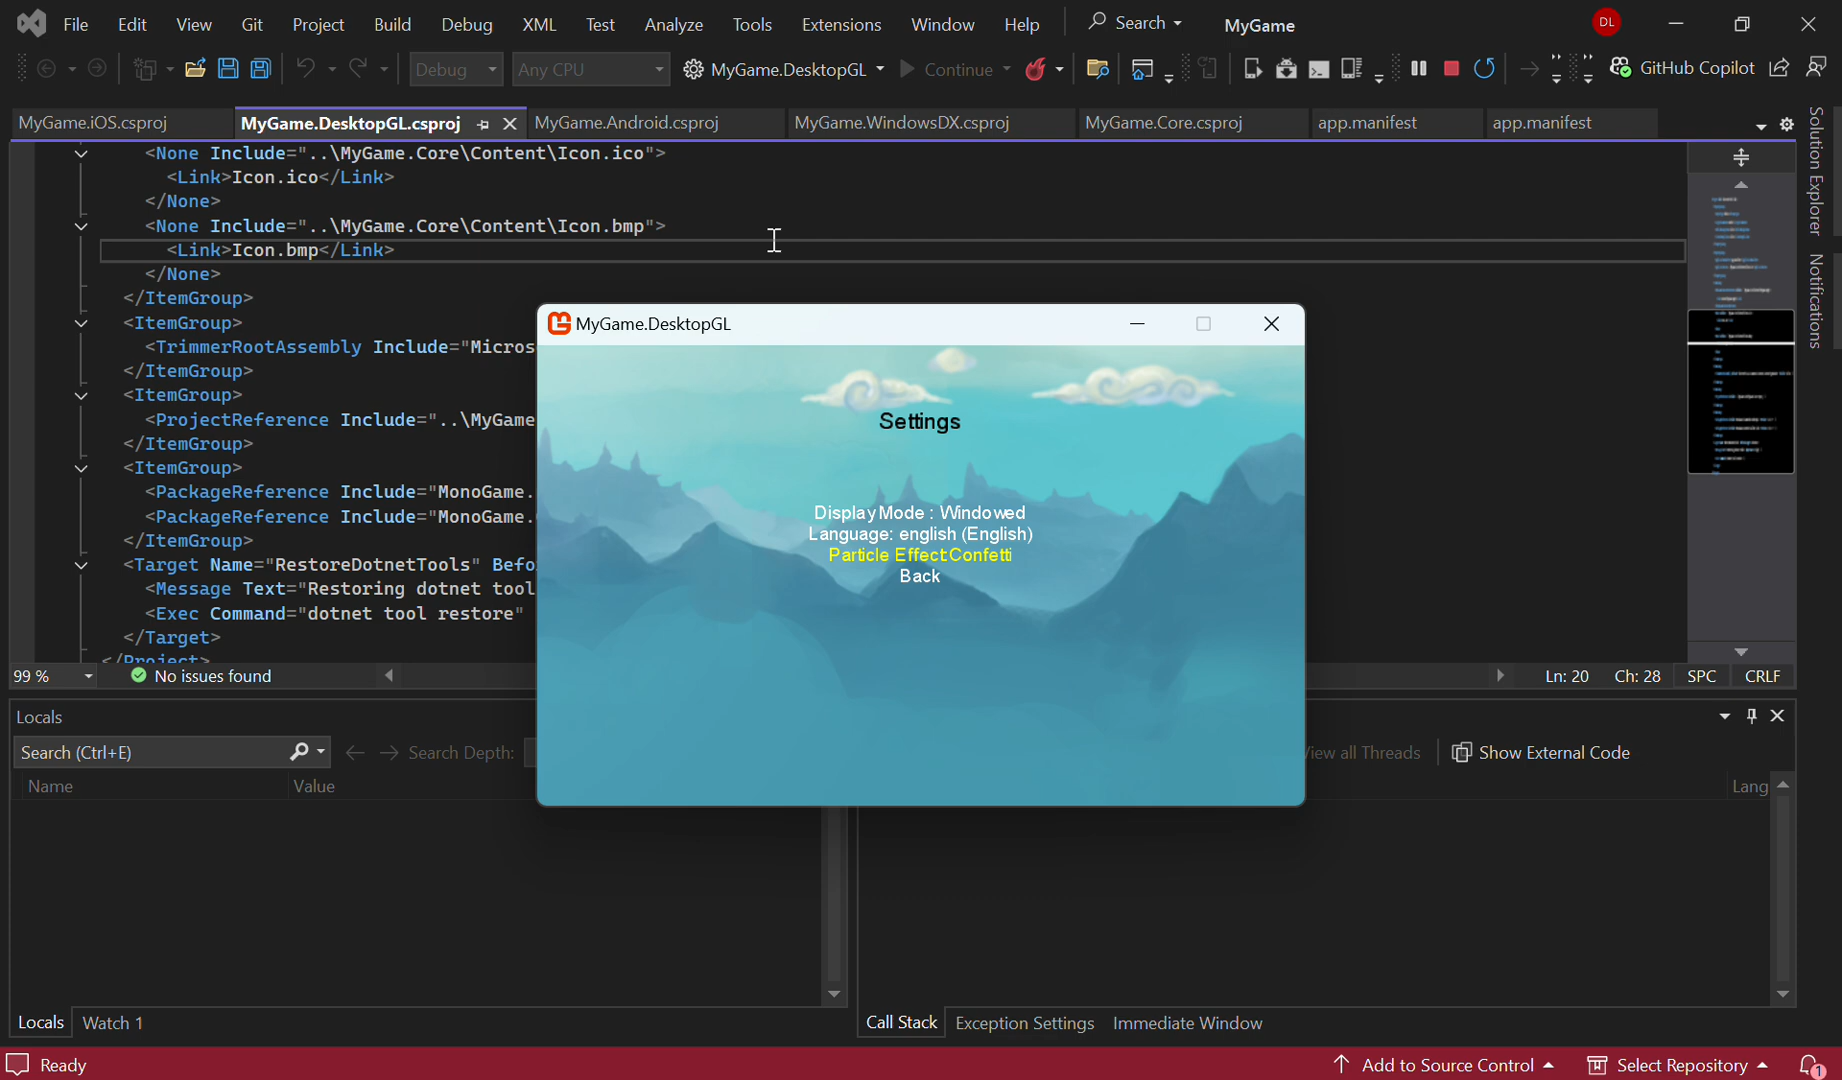 File Edit View Git Project Build Debug XML Test Analyze Tools Extensions Window Help Search MyGame DL
Debug Any CPU MyGame.DesktopGL Continue GitHub Copilot
MyGame.iOS.csproj MyGame.DesktopGL.csproj MyGame.Android.csproj MyGame.WindowsDX.csproj MyGame.Core.csproj app.manifest app.manifest
<None Include="..\MyGame.Core\Content\Icon.ico">
<Link>Icon.ico</Link>
</None>
<None Include="..\MyGame.Core\Content\Icon.bmp">
<Link>Icon.bmp</Link>
</None>
</ItemGroup>
<ItemGroup>
<TrimmerRootAssembly Include="Micros
</ItemGroup>
<ItemGroup>
<ProjectReference Include="..\MyGame
</ItemGroup>
<ItemGroup>
<PackageReference Include="MonoGame.
<PackageReference Include="MonoGame.
</ItemGroup>
<Target Name="RestoreDotnetTools" Befo
<Message Text="Restoring dotnet tool
<Exec Command="dotnet tool restore"
</Target>
</Project>
MyGame.DesktopGL
Settings
Display Mode : Windowed
Language: english (English)
Particle Effect Confetti
Back
Solution Explorer
Notifications
99 % No issues found Ln: 20 Ch: 28 SPC CRLF
Locals
Search (Ctrl+E) Search Depth: View all Threads Show External Code
Name Value Lang
Locals Watch 1 Call Stack Exception Settings Immediate Window
Ready Add to Source Control Select Repository 1